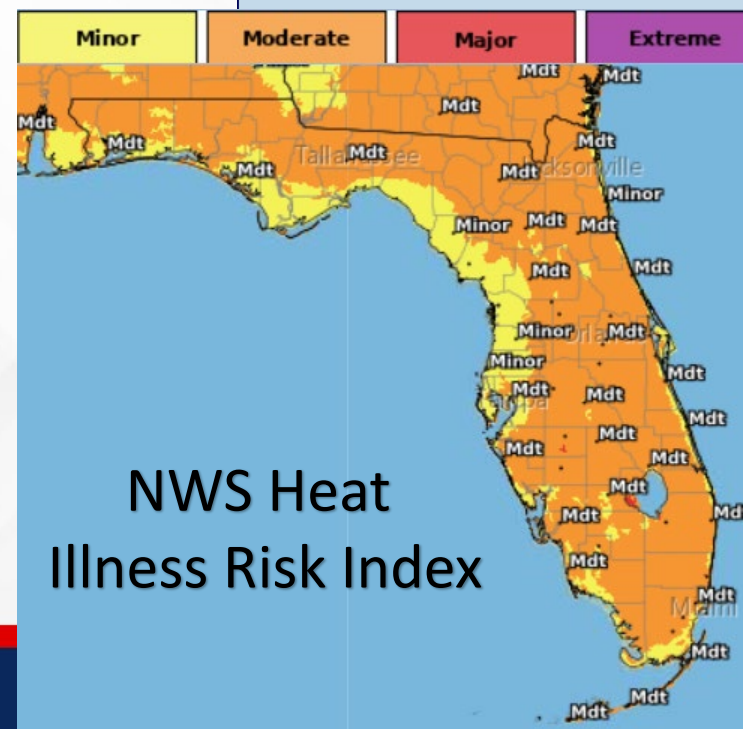 Minor Moderate Major Extreme
Mdt Mdt
Mdt
Mdt
Mdt Mdt
Tallahassee Mdt
Mdt Mdt Jacksonville
Minor
Minor Mdt Mdt
Mdt Mdt
Minor Orlando Mdt
Minor
Mdt
Mdt Mdt
Tampa
Mdt
Mdt
Mdt Mdt
Mdt
NWS Heat
Mdt Md
Mdt
Illness Risk Index
Mdt
Miami
Mdt
Mdt
Mdt